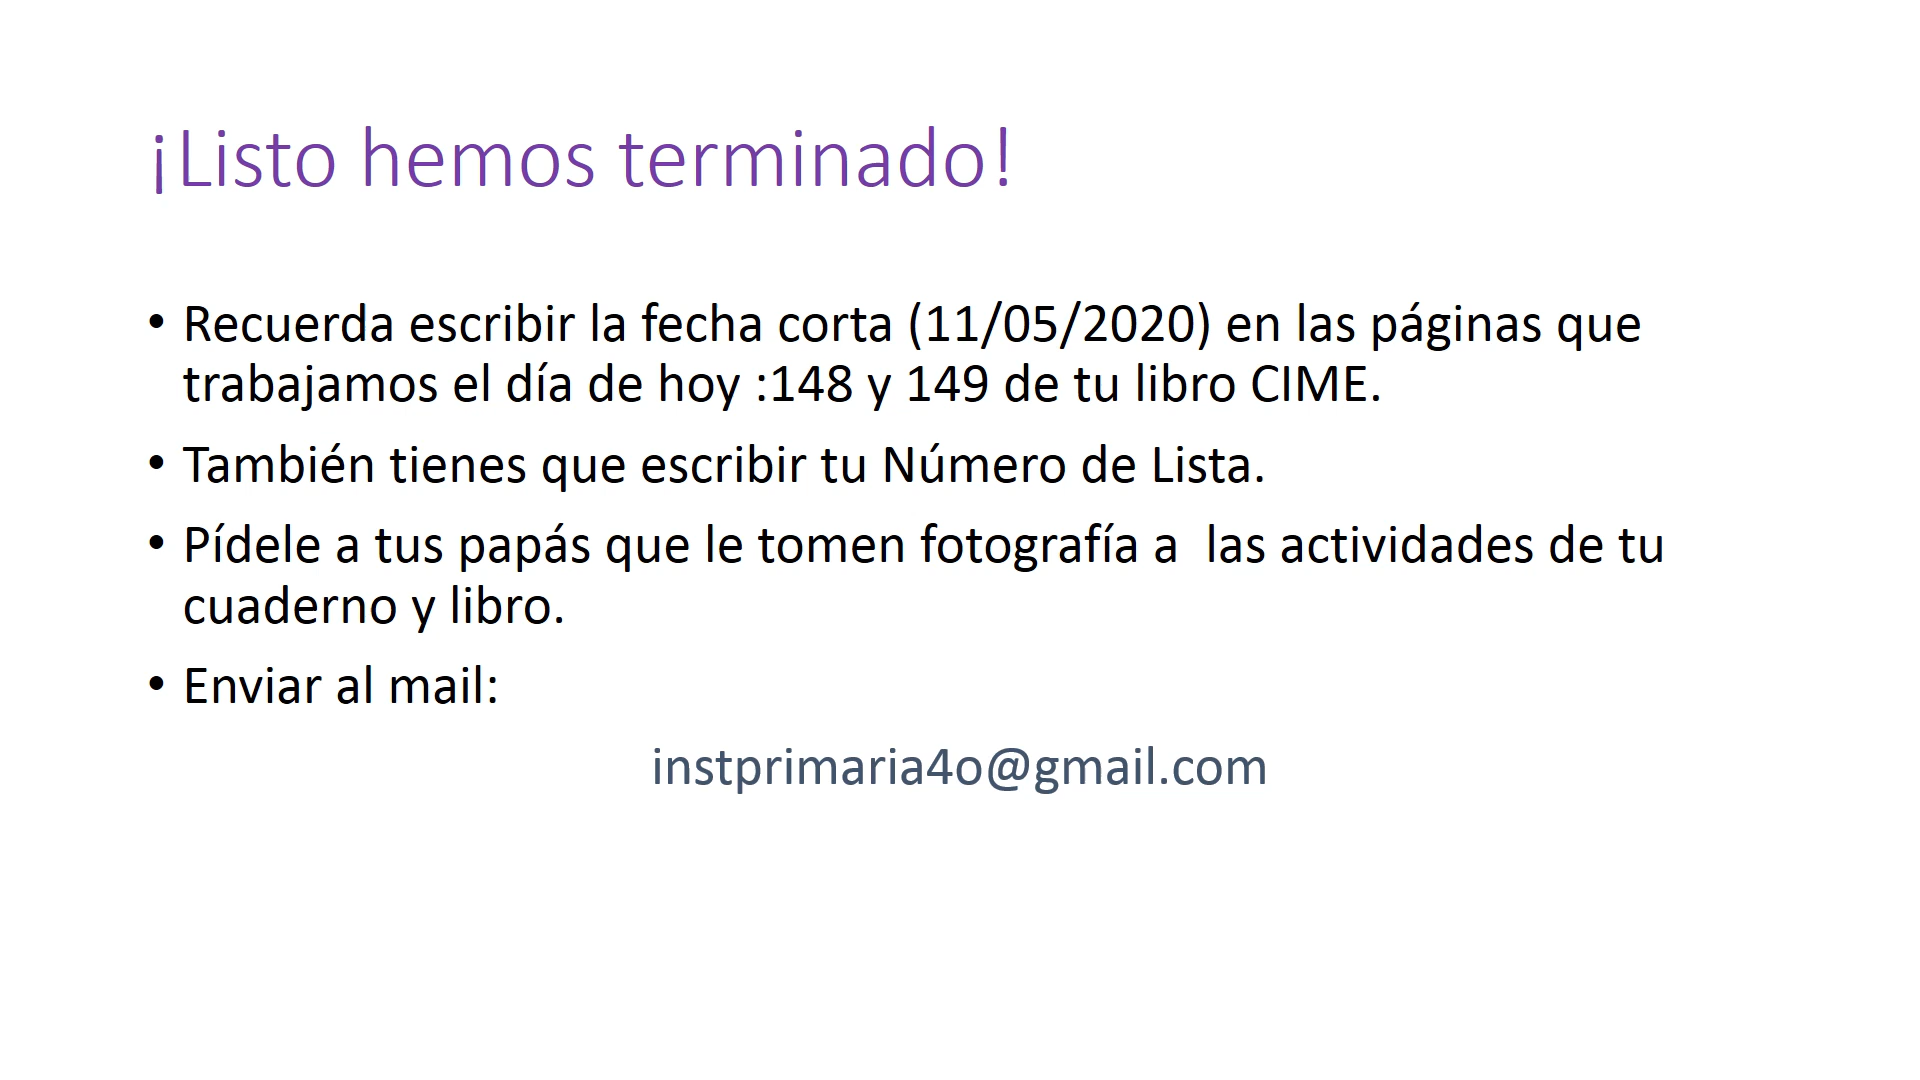 ¡Listo hemos terminado!
• Recuerda escribir la fecha corta (11/05/2020) en las páginas que
trabajamos el día de hoy :148 y 149 de tu libro CIME.
• También tienes que escribir tu Número de Lista.
• Pídele a tus papás que le tomen fotografía a  las actividades de tu
cuaderno y libro.
• Enviar al mail:
instprimaria4o@gmail.com